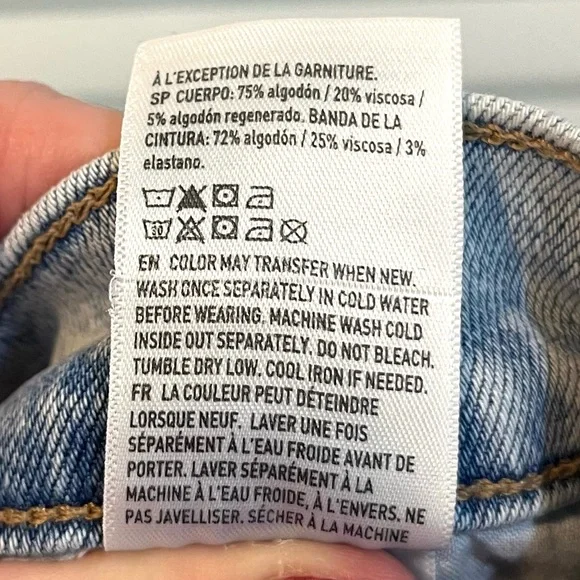 À L'EXCEPTION DE LA GARNITURE.
SP CUERPO: 75% algodón / 20% viscosa /
5% algodón regenerado. BANDA DE LA
CINTURA: 72% algodón / 25% viscosa / 3%
elastano.
30
EN COLOR MAY TRANSFER WHEN NEW.
WASH ONCE SEPARATELY IN COLD WATER
BEFORE WEARING. MACHINE WASH COLD
INSIDE OUT SEPARATELY. DO NOT BLEACH.
TUMBLE DRY LOW. COOL IRON IF NEEDED.
FR LA COULEUR PEUT DÉTEINDRE
LORSQUE NEUF. LAVER UNE FOIS
SÉPARÉMENT À L'EAU FROIDE AVANT DE
PORTER. LAVER SÉPARÉMENT À LA
MACHINE À L'EAU FROIDE, À L'ENVERS. NE
PAS JAVELLISER. SÉCHER À LA MACHINE